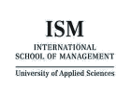 ISM
INTERNATIONAL
SCHOOL OF MANAGEMENT
University of Applied Sciences